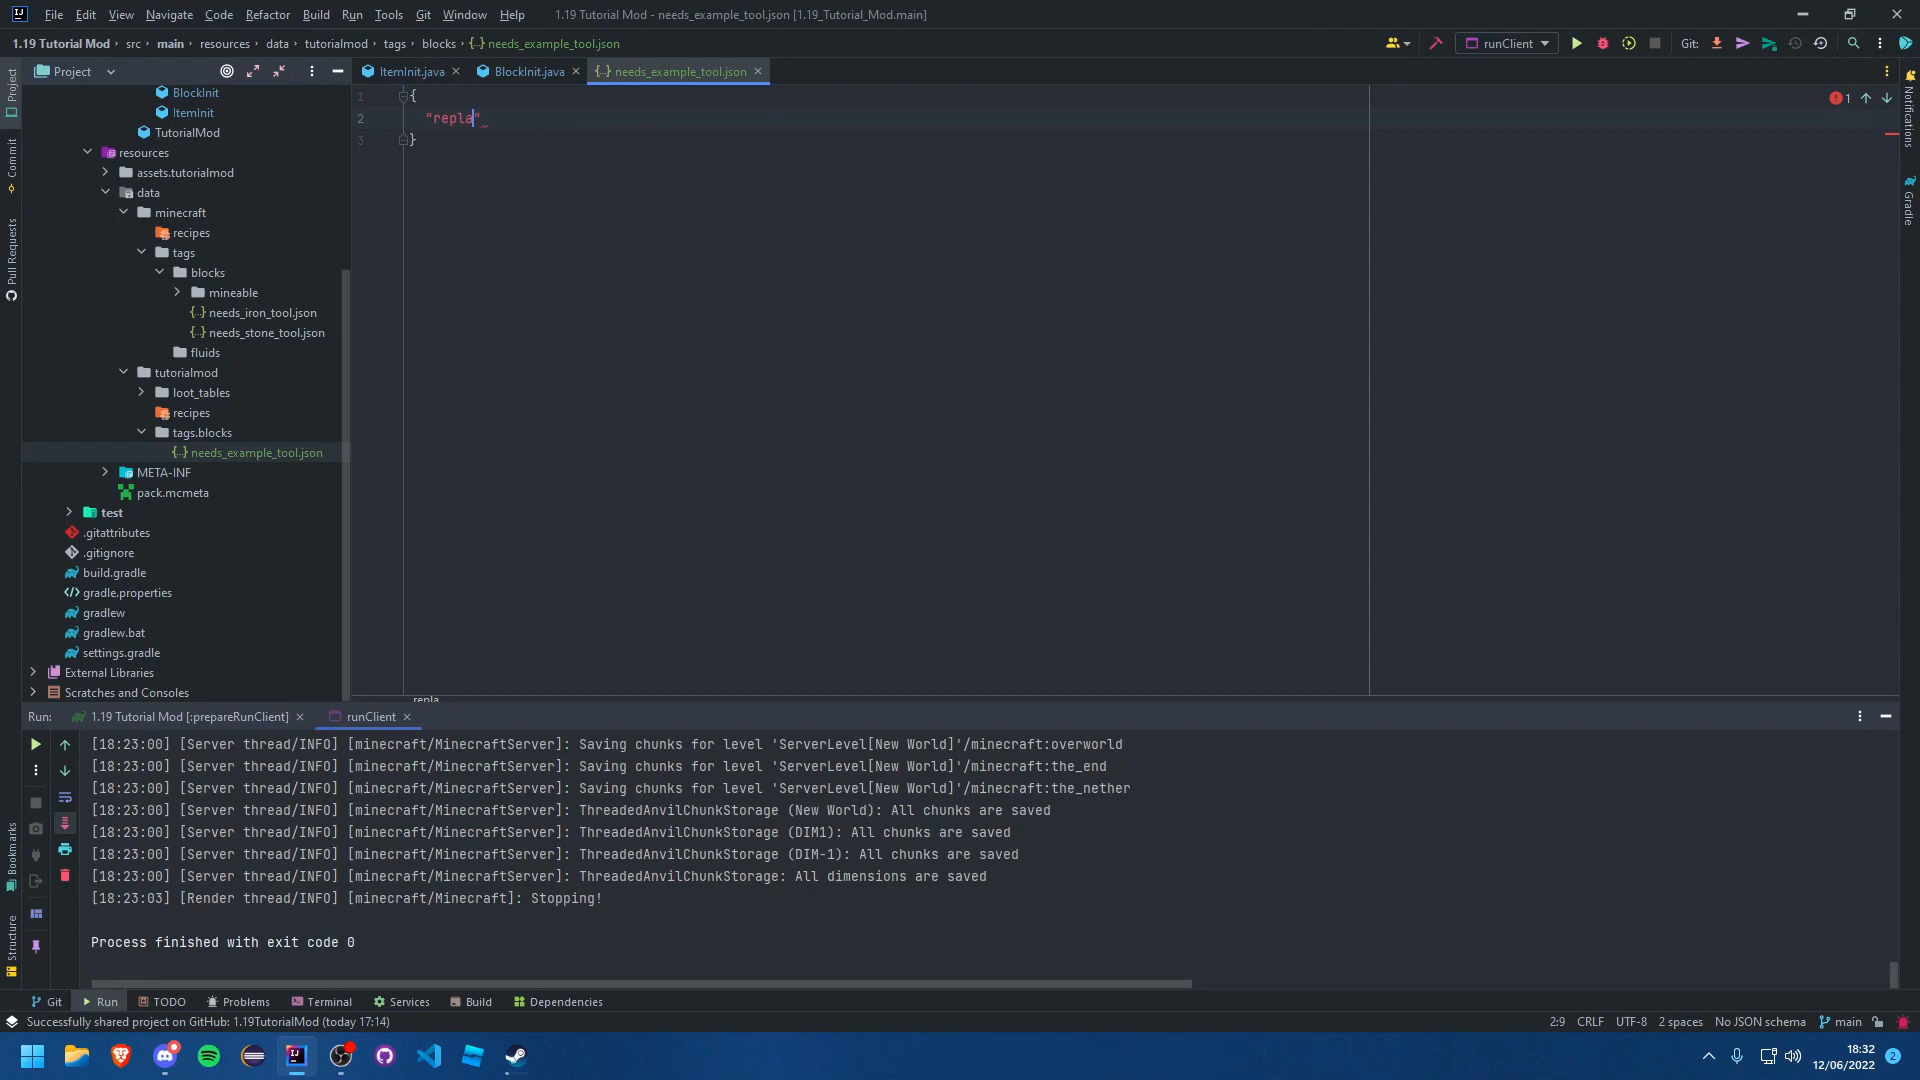 File Edit View Navigate Code Refactor Build Run Tools Git Window Help 1.19 Tutorial Mod - needs_example_tool.json [1.19_Tutorial_Mod.main]
1.19 Tutorial Mod › src › main › resources › data › tutorialmod › tags › blocks › needs_example_tool.json runClient Git:
Project ItemInit.java BlockInit.java needs_example_tool.json
Project
Commit
Pull Requests
Bookmarks
Structure
Notifications
Gradle
BlockInit
ItemInit
TutorialMod
resources
assets.tutorialmod
data
minecraft
recipes
tags
blocks
mineable
needs_iron_tool.json
needs_stone_tool.json
fluids
tutorialmod
loot_tables
recipes
tags.blocks
needs_example_tool.json
META-INF
pack.mcmeta
test
.gitattributes
.gitignore
build.gradle
gradle.properties
gradlew
gradlew.bat
settings.gradle
External Libraries
Scratches and Consoles
1 {
2 "repla"
3 }
1
repla
Run: 1.19 Tutorial Mod [:prepareRunClient] runClient
[18:23:00] [Server thread/INFO] [minecraft/MinecraftServer]: Saving chunks for level 'ServerLevel[New World]'/minecraft:overworld
[18:23:00] [Server thread/INFO] [minecraft/MinecraftServer]: Saving chunks for level 'ServerLevel[New World]'/minecraft:the_end
[18:23:00] [Server thread/INFO] [minecraft/MinecraftServer]: Saving chunks for level 'ServerLevel[New World]'/minecraft:the_nether
[18:23:00] [Server thread/INFO] [minecraft/MinecraftServer]: ThreadedAnvilChunkStorage (New World): All chunks are saved
[18:23:00] [Server thread/INFO] [minecraft/MinecraftServer]: ThreadedAnvilChunkStorage (DIM1): All chunks are saved
[18:23:00] [Server thread/INFO] [minecraft/MinecraftServer]: ThreadedAnvilChunkStorage (DIM-1): All chunks are saved
[18:23:00] [Server thread/INFO] [minecraft/MinecraftServer]: ThreadedAnvilChunkStorage: All dimensions are saved
[18:23:03] [Render thread/INFO] [minecraft/Minecraft]: Stopping!
Process finished with exit code 0
Git Run TODO Problems Terminal Services Build Dependencies
Successfully shared project on GitHub: 1.19TutorialMod (today 17:14) 2:9 CRLF UTF-8 2 spaces No JSON schema main
18:32
12/06/2022
2